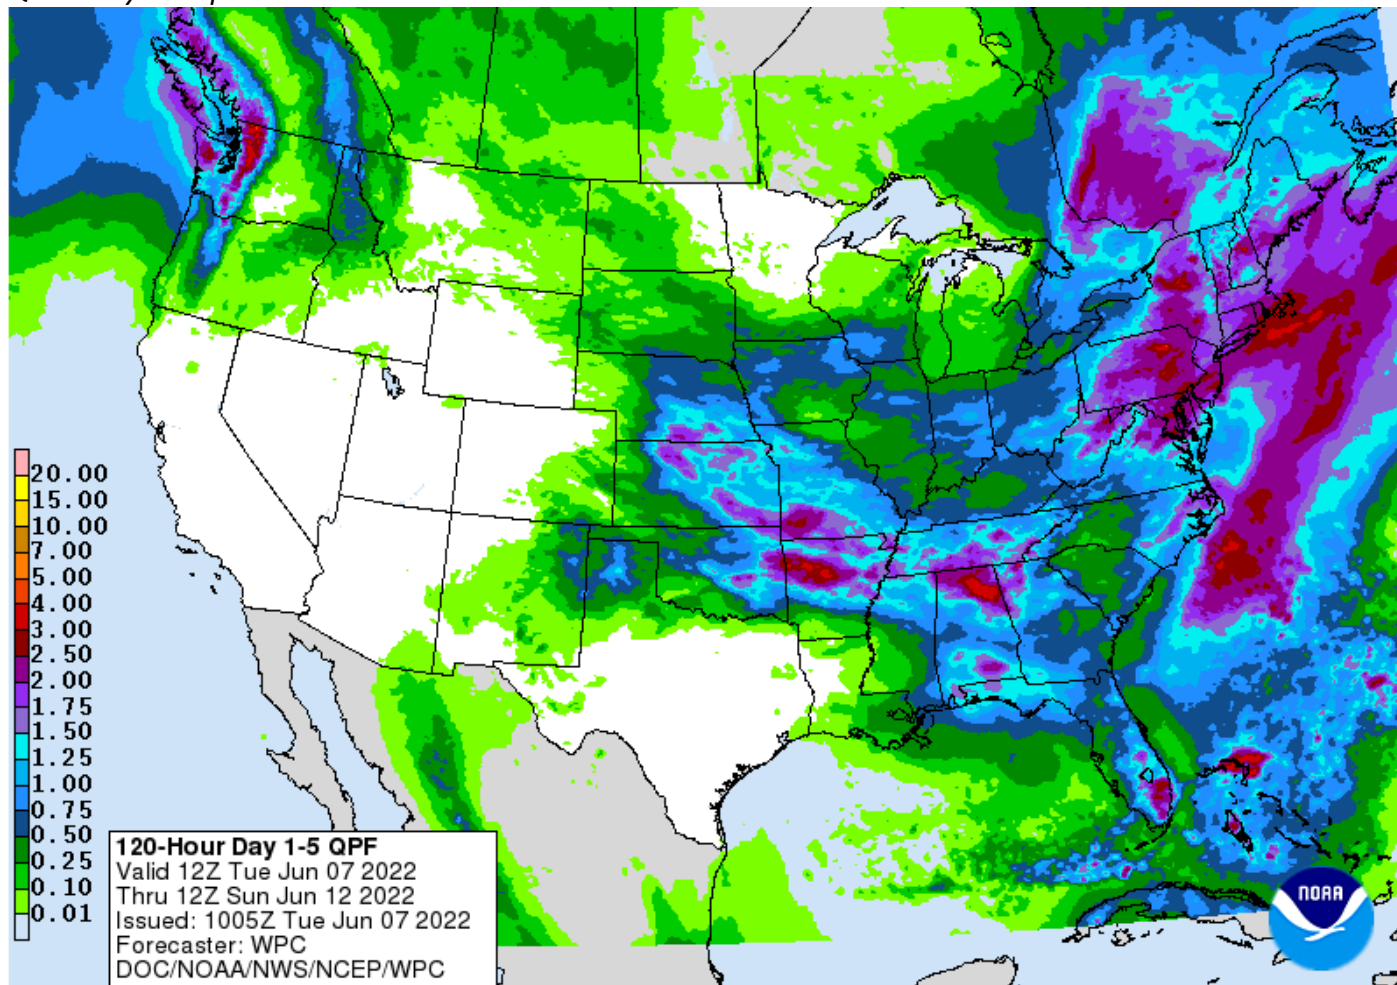 20.00
15.00
10.00
7.00
5.00
4.00
3.00
2.50
2.00
1.75
1.50
1.25
1.00
0.75
0.50
0.25
0.10
0.01
120-Hour Day 1-5 QPF
Valid 12Z Tue Jun 07 2022
Thru 12Z Sun Jun 12 2022
Issued: 1005Z Tue Jun 07 2022
Forecaster: WPC
DOC/NOAA/NWS/NCEP/WPC
NOAA